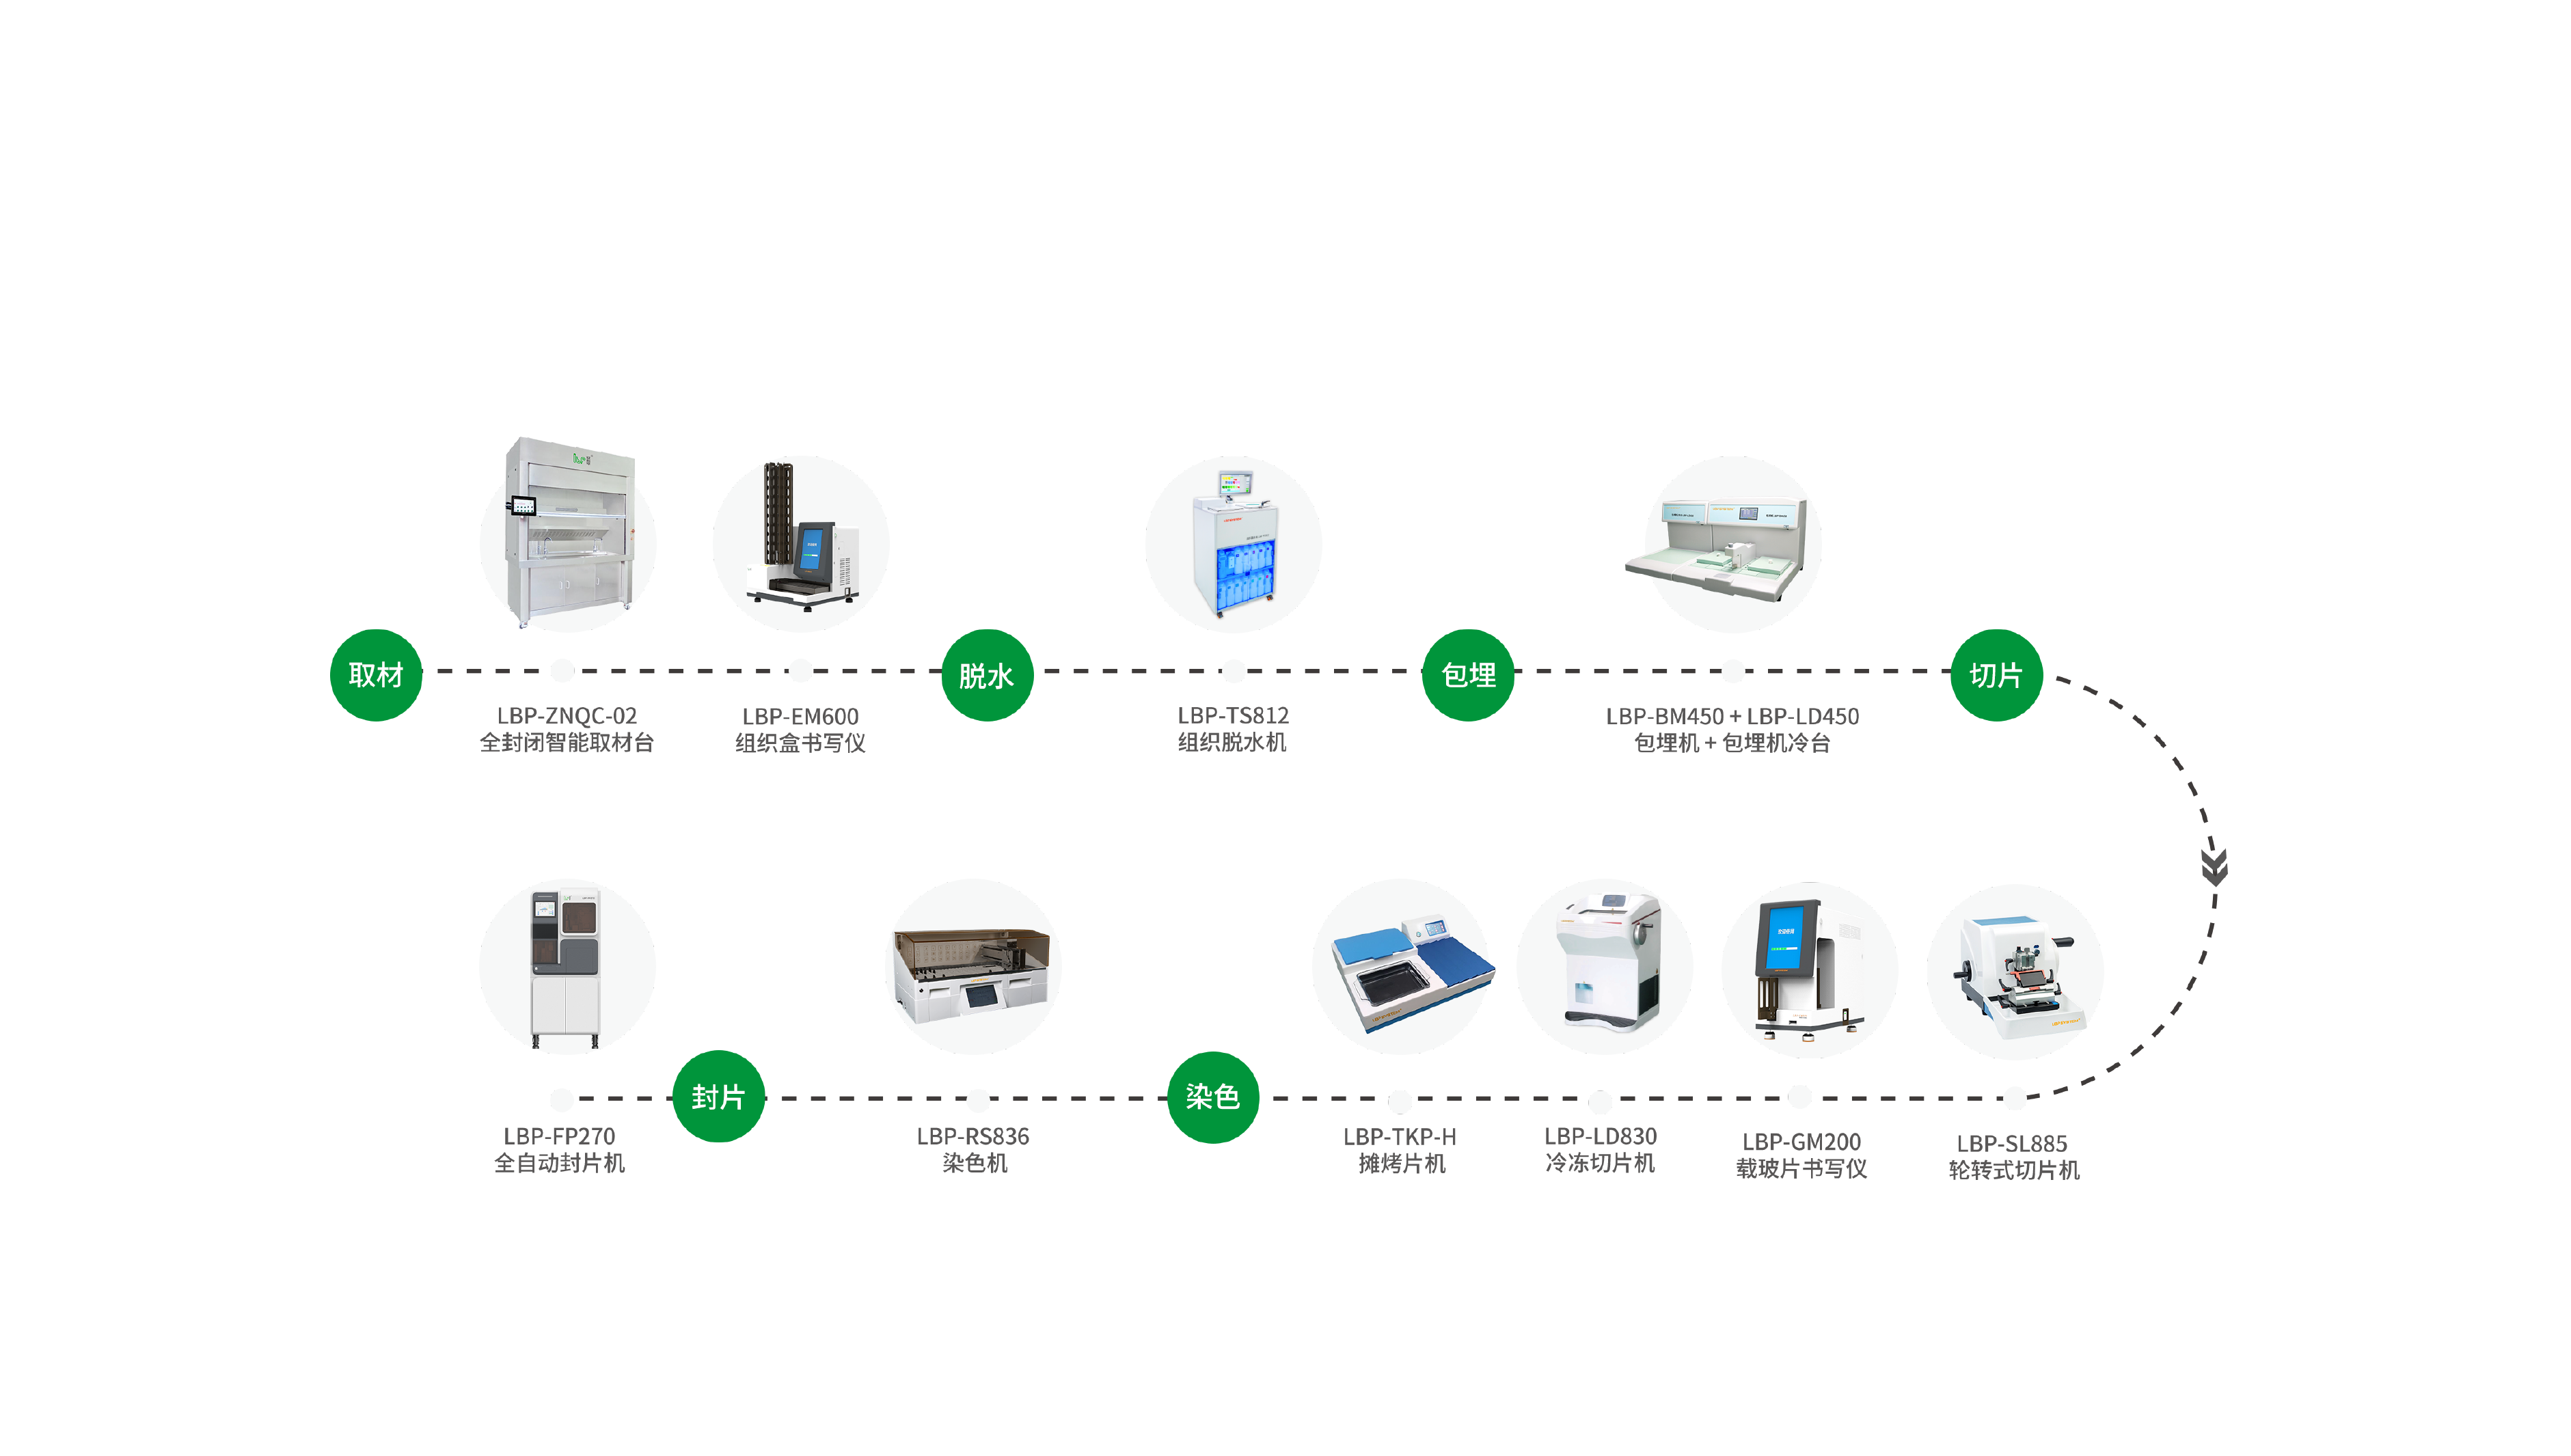 取材
LBP-ZNQC-02
全封闭智能取材台
LBP-EM600
组织盒书写仪
脱水
LBP-TS812
组织脱水机
包埋
LBP-BM450 + LBP-LD450
包埋机 + 包埋机冷台
切片
LBP-SL885
轮转式切片机
LBP-GM200
载玻片书写仪
LBP-LD830
冷冻切片机
LBP-TKP-H
摊烤片机
染色
LBP-RS836
染色机
封片
LBP-FP270
全自动封片机